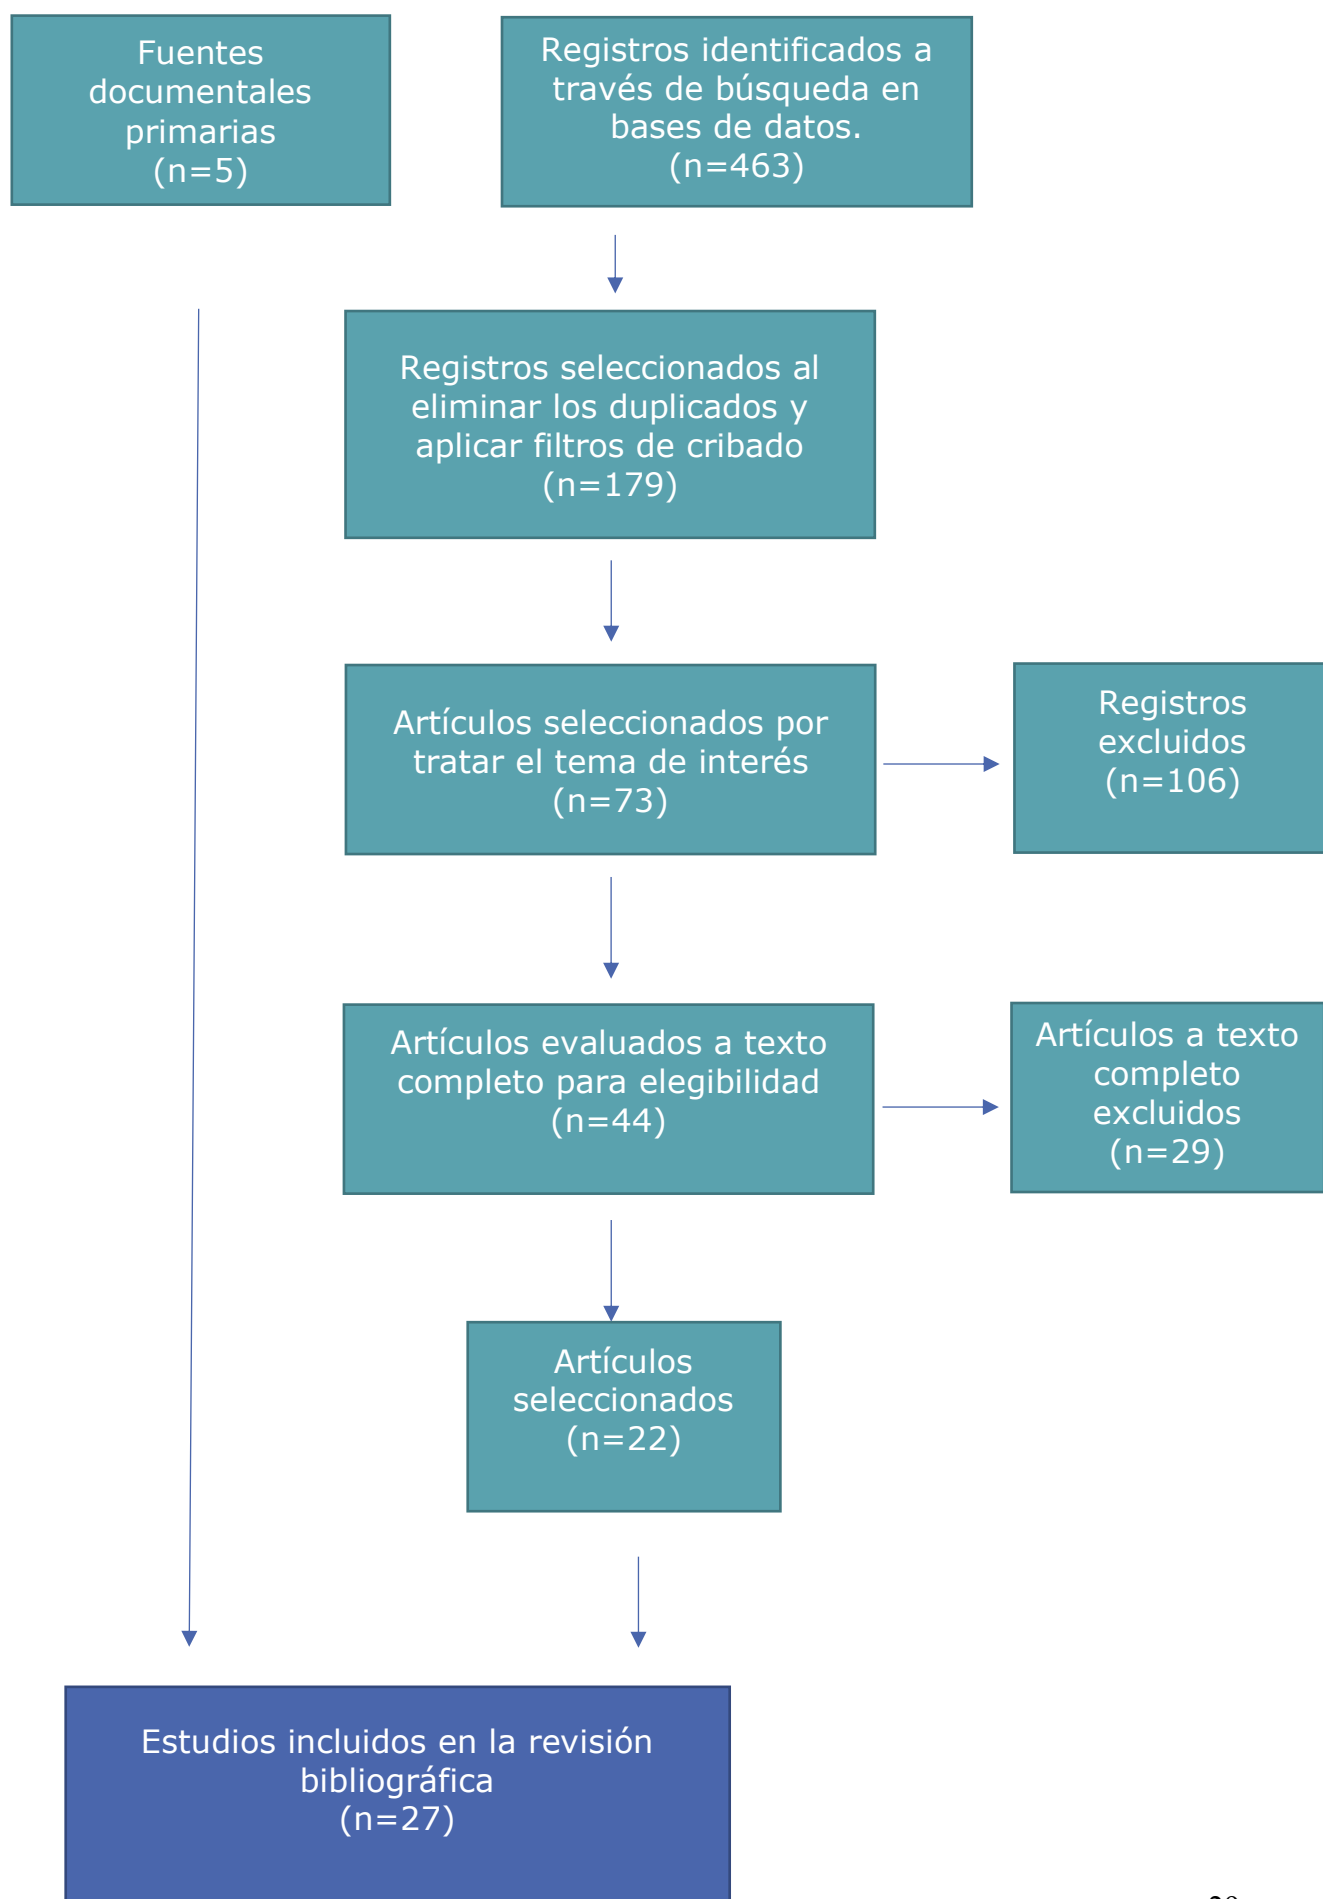 Fuentes
documentales
primarias
(n=5)
Registros identificados a
través de búsqueda en
bases de datos.
(n=463)
Registros seleccionados al
eliminar los duplicados y
aplicar filtros de cribado
(n=179)
Artículos seleccionados por
tratar el tema de interés
(n=73)
Registros
excluidos
(n=106)
Artículos evaluados a texto
completo para elegibilidad
(n=44)
Artículos a texto
completo
excluidos
(n=29)
Artículos
seleccionados
(n=22)
Estudios incluidos en la revisión
bibliográfica
(n=27)